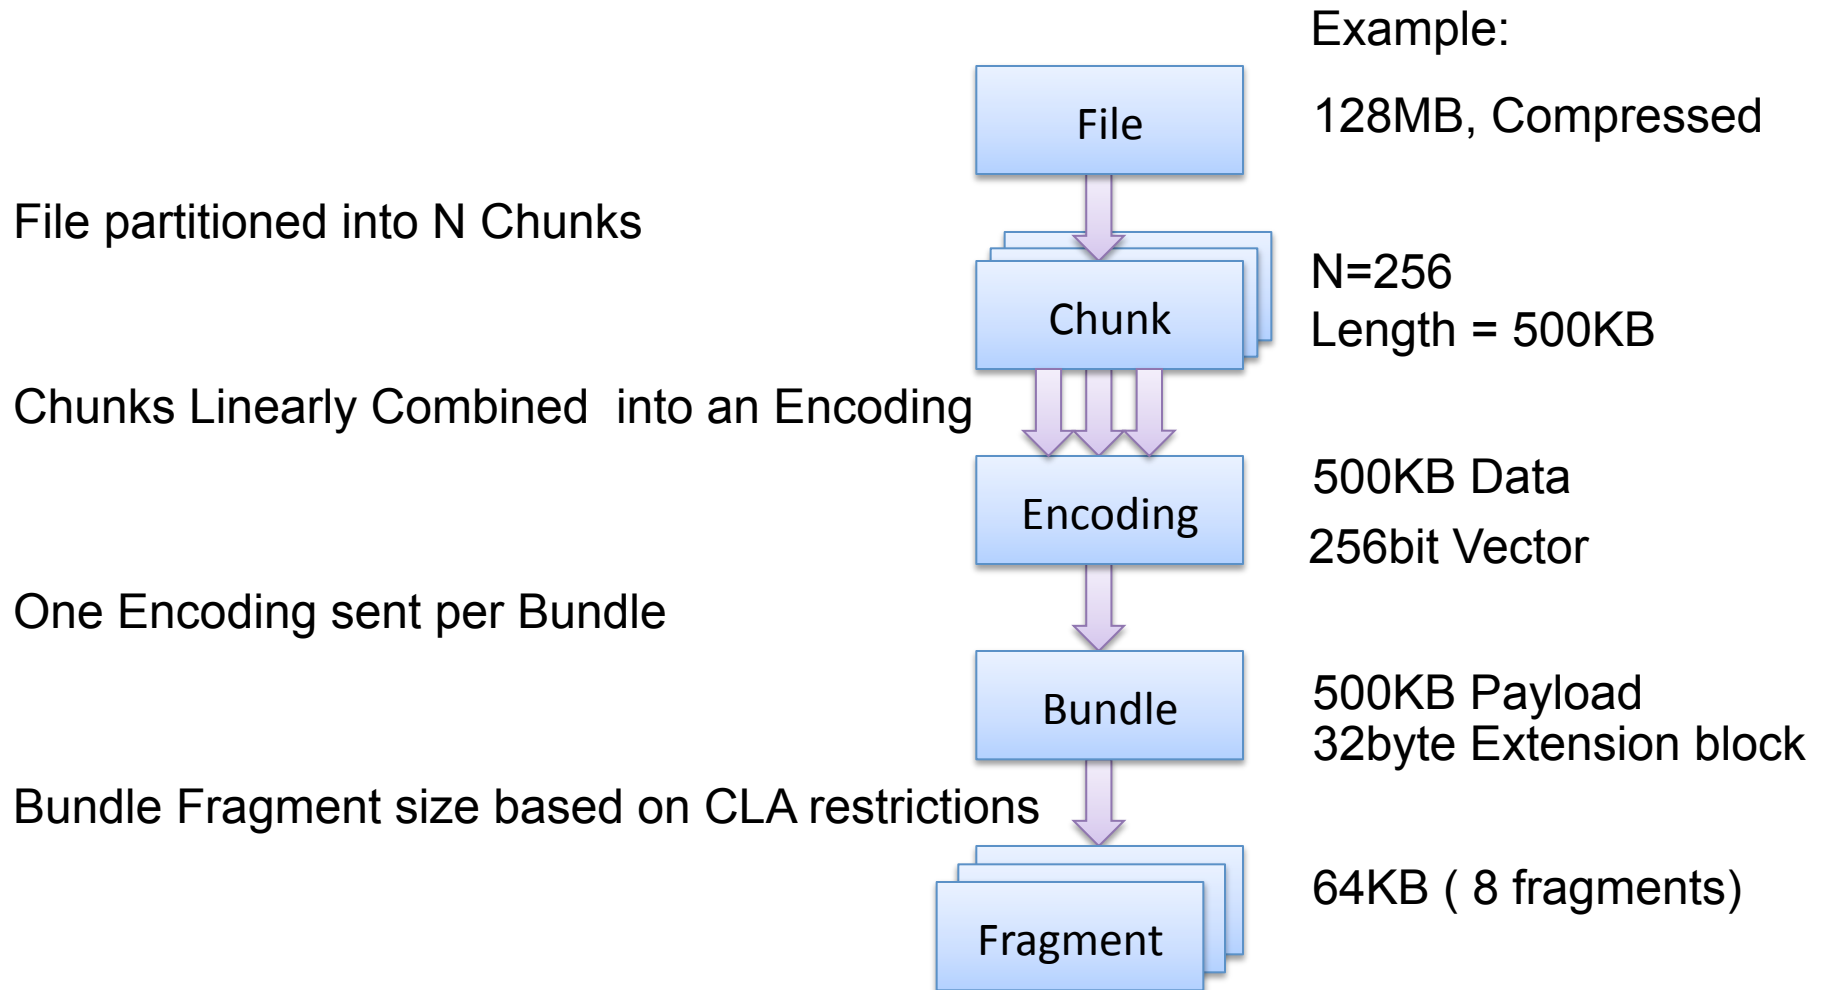 Example:
File
128MB, Compressed
File partitioned into N Chunks
Chunk
N=256
Length = 500KB
Chunks Linearly Combined  into an Encoding
Encoding
500KB Data
256bit Vector
One Encoding sent per Bundle
Bundle
500KB Payload
32byte Extension block
Bundle Fragment size based on CLA restrictions
Fragment
64KB ( 8 fragments)